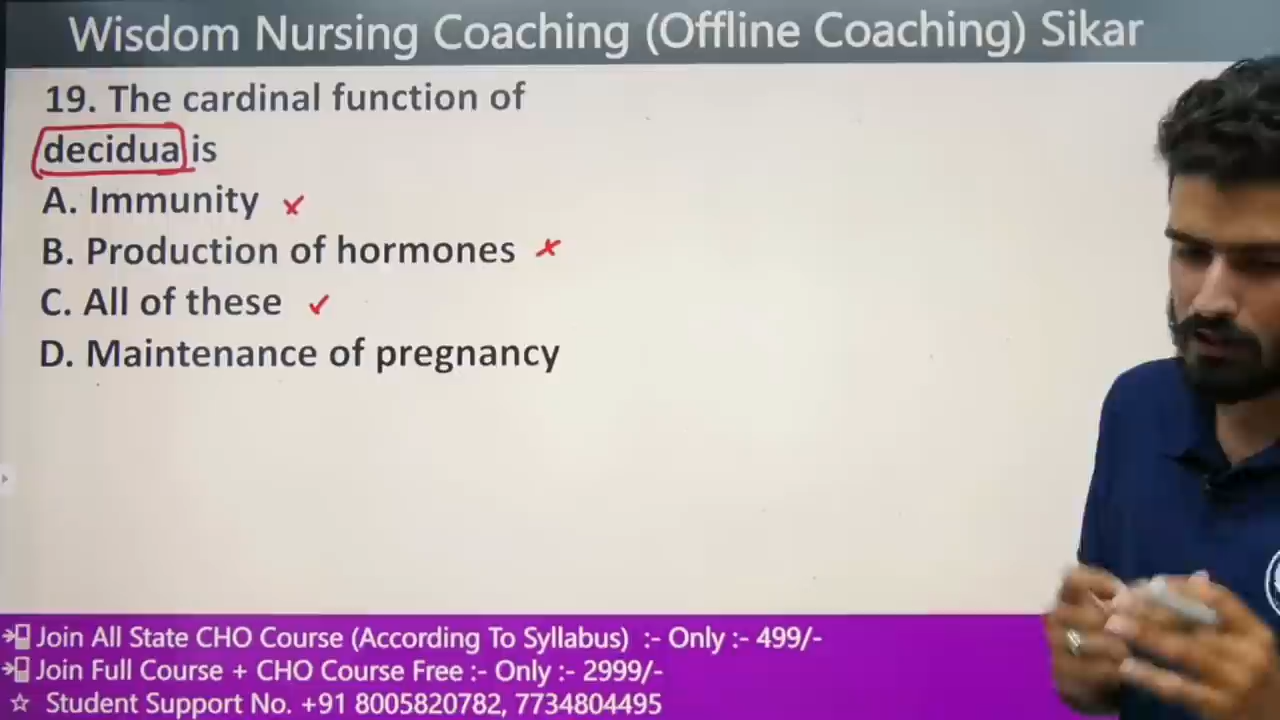 Wisdom Nursing Coaching (Offline Coaching) Sikar
19. The cardinal function of
decidua is
A. Immunity
B. Production of hormones
C. All of these
D. Maintenance of pregnancy
Join All State CHO Course (According To Syllabus) :- Only :- 499/-
Join Full Course + CHO Course Free :- Only :- 2999/-
☆ Student Support No. +91 8005820782, 7734804495